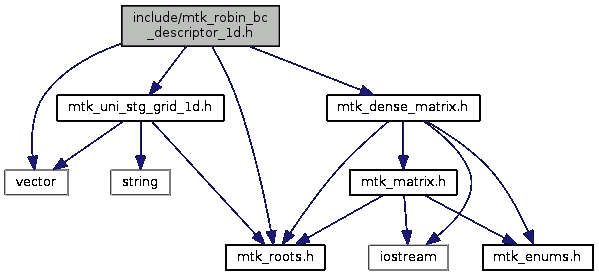 include/mtk_robin_bc
_descriptor_1d.h
mtk_uni_stg_grid_1d.h
mtk_dense_matrix.h
vector
string
mtk_matrix.h
mtk_roots.h
iostream
mtk_enums.h